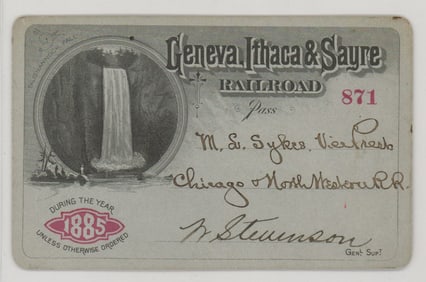 Geneva, Ithaca & Sayre
RAILROAD
Pass
871
M. L. Sykes, Vice Prest
Chicago & North Western R.R.
DURING THE YEAR
1885
UNLESS OTHERWISE ORDERED
W Stevenson
Genl. Supt.